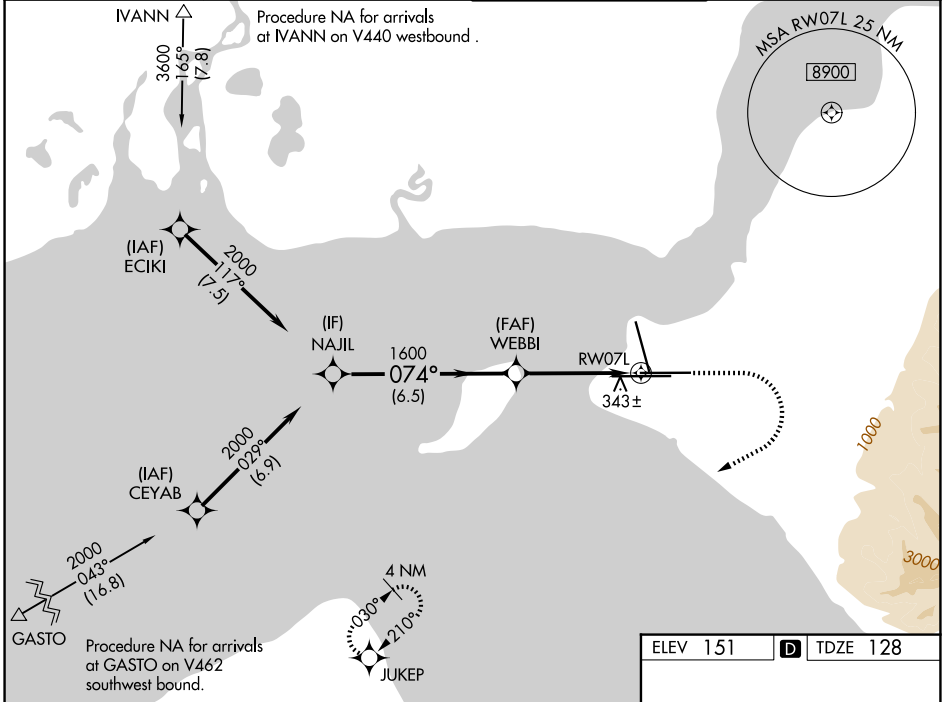 IVANN
Procedure NA for arrivals
at IVANN on V440 westbound .
3600
165°
(7.8)
MSA RW07L 25 NM
8900
(IAF)
ECIKI
2000
117°
(7.5)
(IF)
NAJIL
1600
074°
(6.5)
(FAF)
WEBBI
RW07L
343±
1000
3000
2000
029°
(6.9)
(IAF)
CEYAB
2000
043°
(16.8)
GASTO
Procedure NA for arrivals
at GASTO on V462
southwest bound.
4 NM
030°
210°
JUKEP
ELEV 151 D TDZE 128